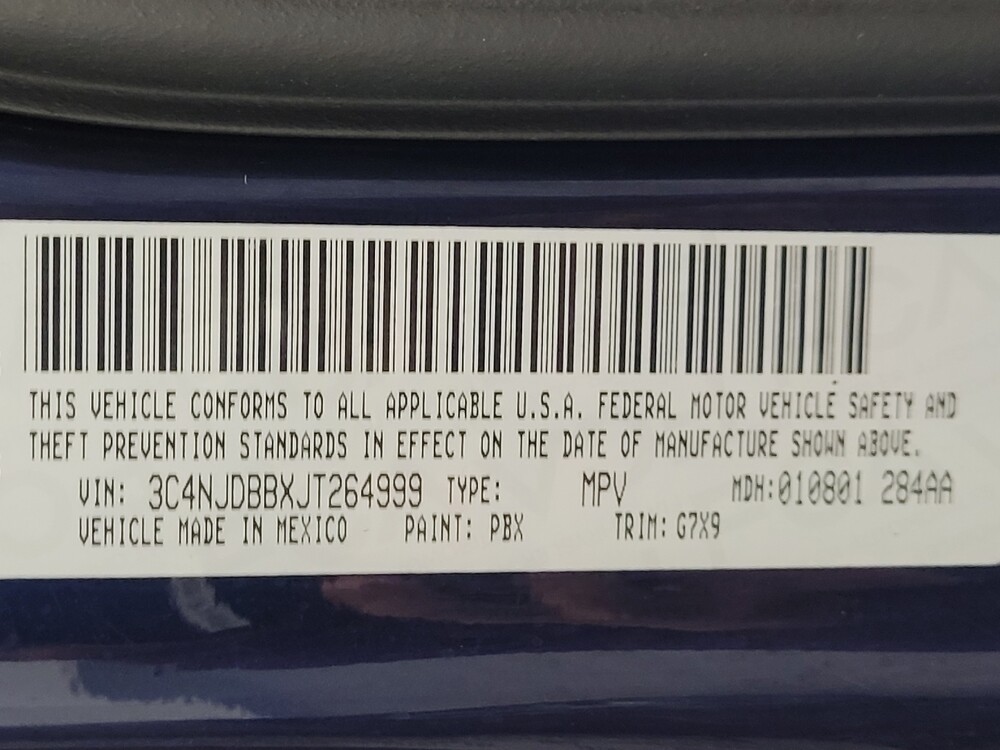 THIS VEHICLE CONFORMS TO ALL APPLICABLE U.S.A. FEDERAL MOTOR VEHICLE SAFETY AND
THEFT PREVENTION STANDARDS IN EFFECT ON THE DATE OF MANUFACTURE SHOWN ABOVE.
VIN: 3C4NJDBBXJT264999 TYPE: MPV MDH:010801 284AA
VEHICLE MADE IN MEXICO PAINT: PBX TRIM: G7X9